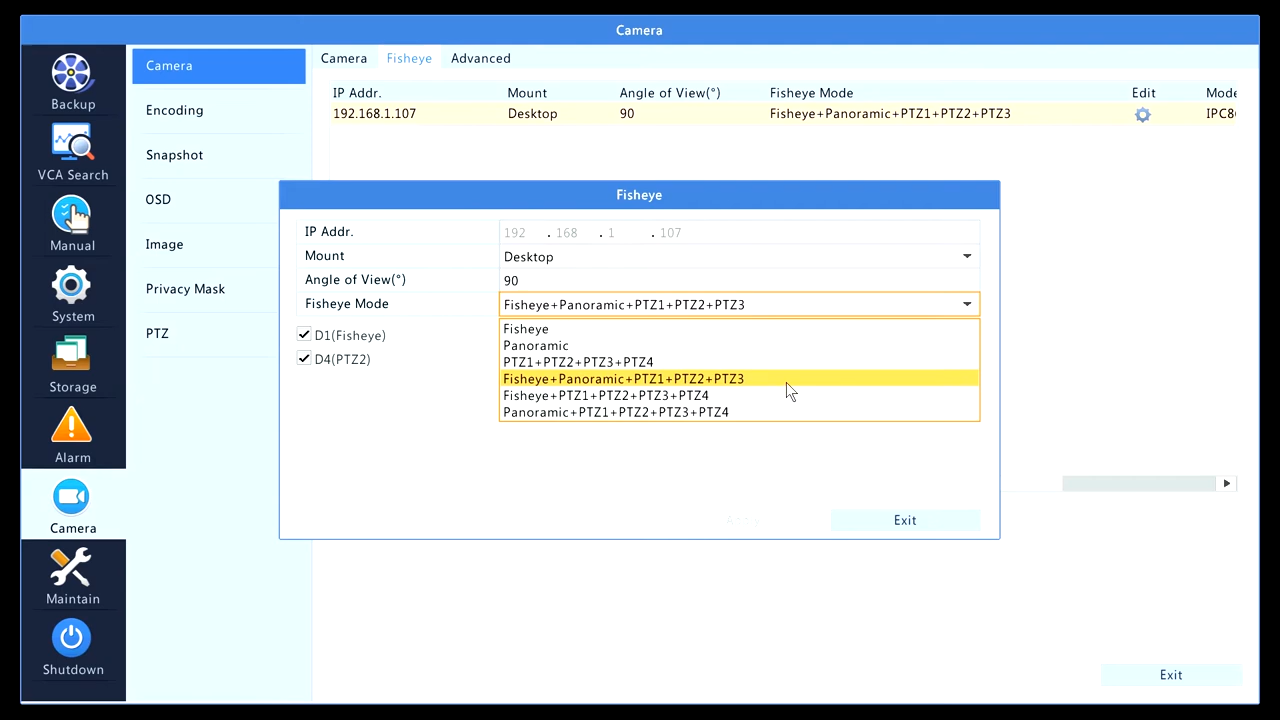 Camera
Backup
VCA Search
Manual
System
Storage
Alarm
Camera
Maintain
Shutdown
Camera
Encoding
Snapshot
OSD
Image
Privacy Mask
PTZ
Camera Fisheye Advanced
IP Addr. Mount Angle of View(°) Fisheye Mode Edit
192.168.1.107 Desktop 90 Fisheye+Panoramic+PTZ1+PTZ2+PTZ3
Fisheye
IP Addr. 192 . 168 . 1 . 107
Mount Desktop
Angle of View(°) 90
Fisheye Mode Fisheye+Panoramic+PTZ1+PTZ2+PTZ3
D1(Fisheye)
D4(PTZ2)
Fisheye
Panoramic
PTZ1+PTZ2+PTZ3+PTZ4
Fisheye+Panoramic+PTZ1+PTZ2+PTZ3
Fisheye+PTZ1+PTZ2+PTZ3+PTZ4
Panoramic+PTZ1+PTZ2+PTZ3+PTZ4
Exit
Exit